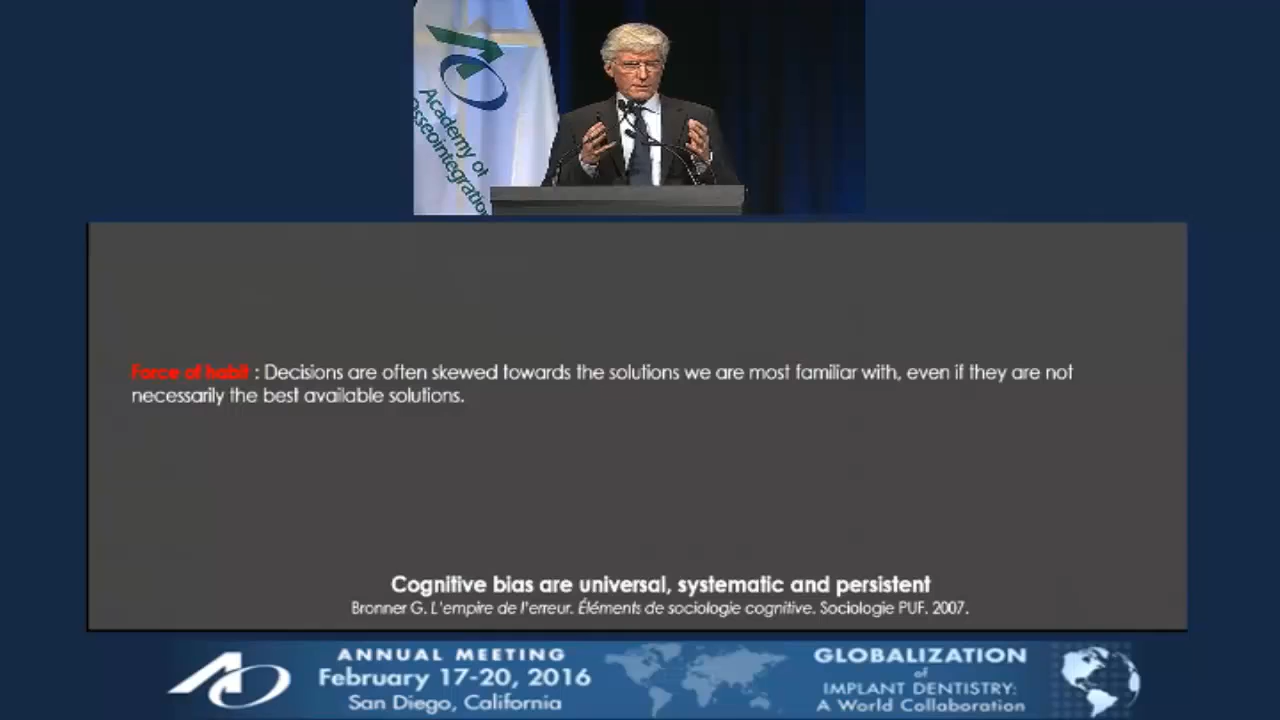 Academy of
Osseointegration
Force of habit : Decisions are often skewed towards the solutions we are most familiar with, even if they are not
necessarily the best available solutions.
Cognitive bias are universal, systematic and persistent
Bronner G. L'empire de l'erreur. Éléments de sociologie cognitive. Sociologie PUF. 2007.
AO
ANNUAL MEETING
February 17-20, 2016
San Diego, California
GLOBALIZATION
of
IMPLANT DENTISTRY:
A World Collaboration